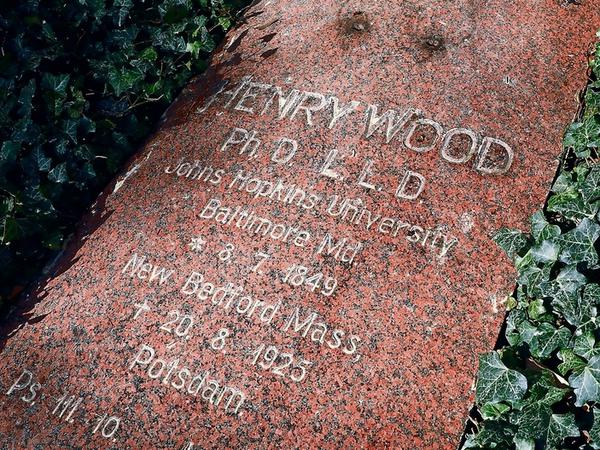 HENRY WOOD
Ph. D. L. L. D
Johns Hopkins University
Baltimore Md.
* 8. 7. 1849
New Bedford Mass,
† 20. 8. 1925
Potsdam.
Ps. 111. 10.